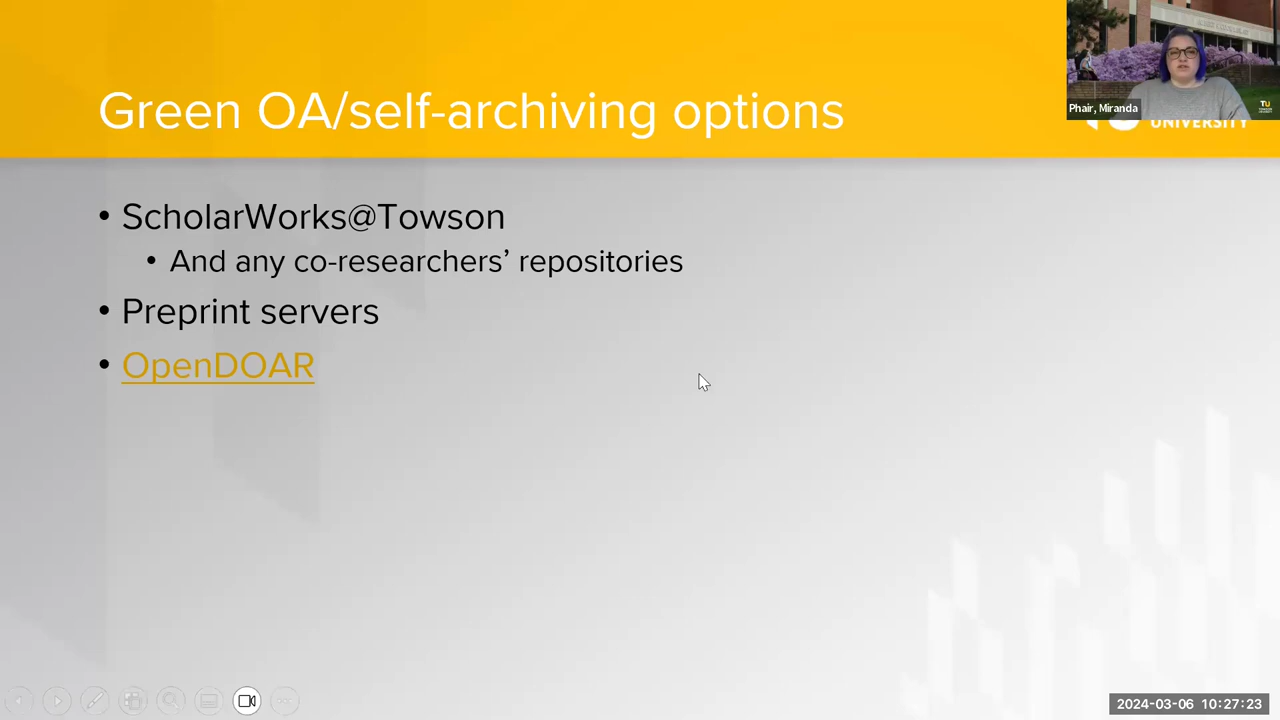 Green OA/self-archiving options
Phair, Miranda
TU
UNIVERSITY
• ScholarWorks@Towson
• And any co-researchers’ repositories
• Preprint servers
• OpenDOAR
2024-03-06 10:27:23